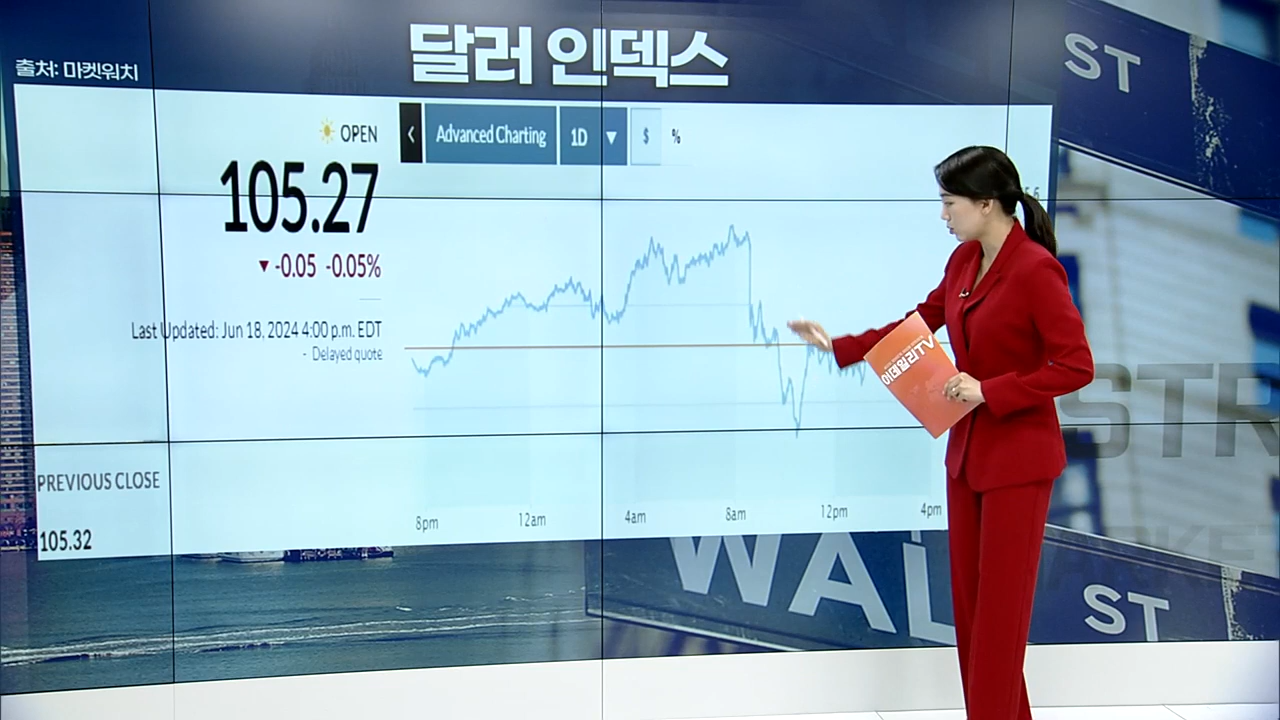 달러 인덱스
출처: 마켓워치
OPEN
Advanced Charting
1D
$
%
105.27
-0.05 -0.05%
Last Updated: Jun 18, 2024 4:00 p.m. EDT
- Delayed quote
PREVIOUS CLOSE
105.32
8pm
12am
4am
8am
12pm
4pm
이데일리TV
ST
STR
WAL
ST